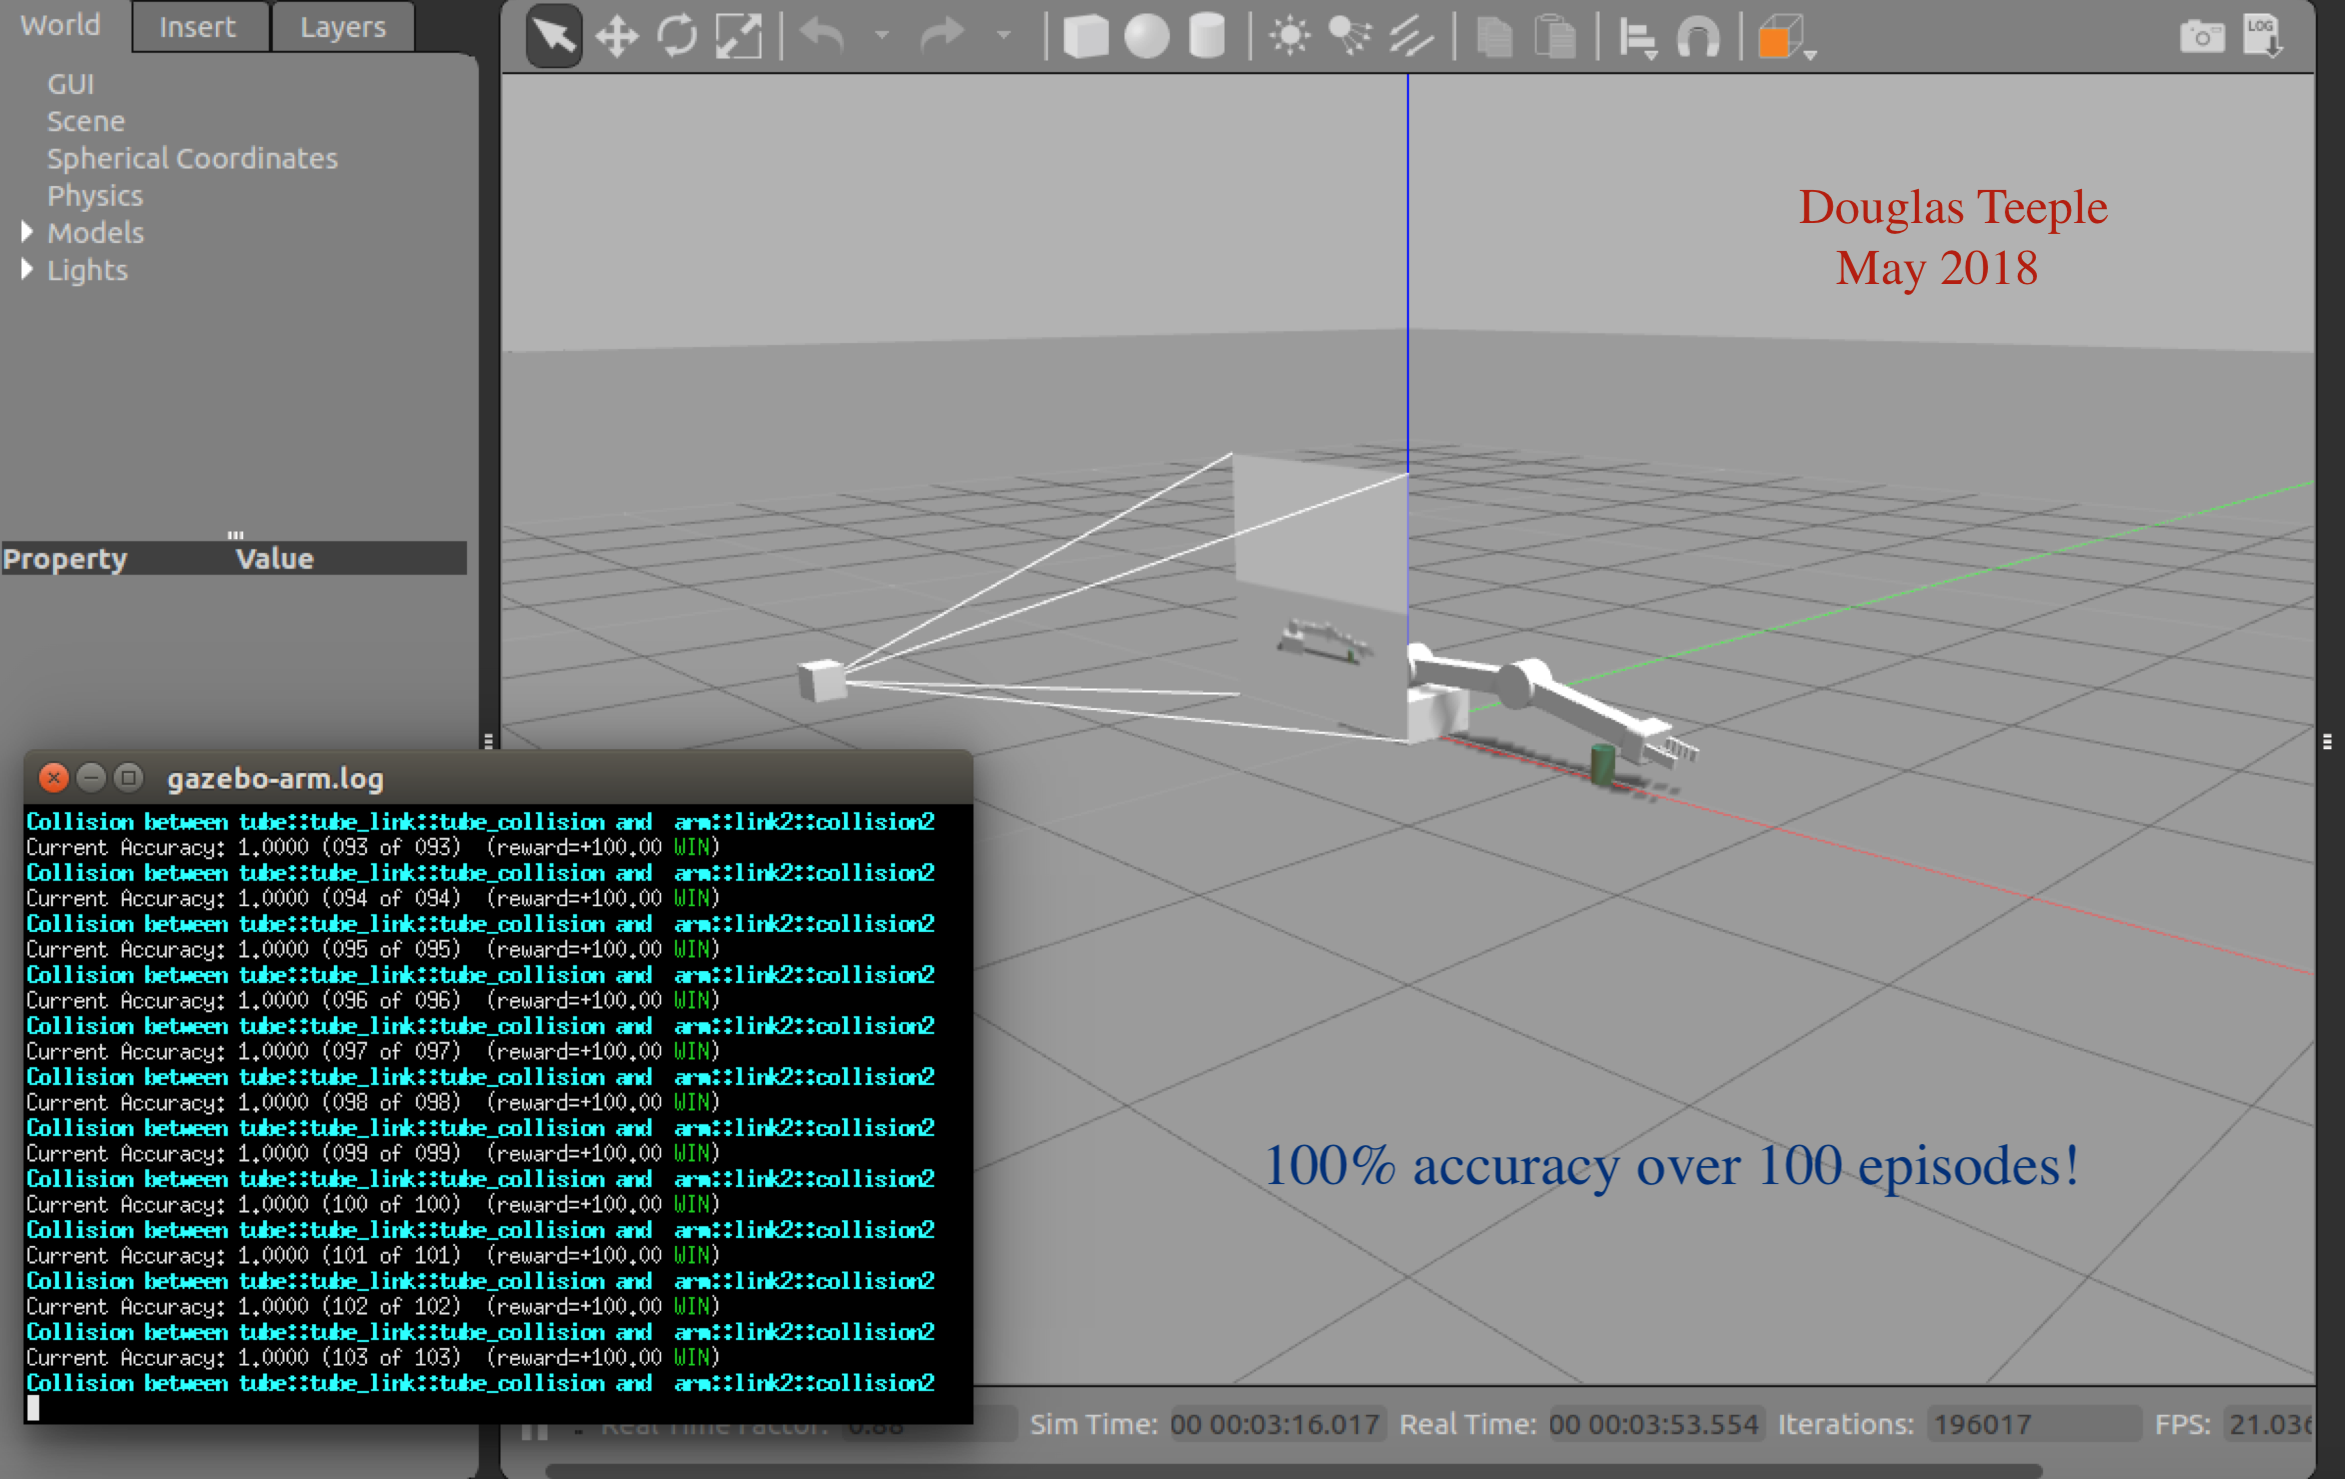 World Insert Layers
LOG
GUI
Scene
Spherical Coordinates
Physics
Models
Lights
Property Value
Douglas Teeple
May 2018
100% accuracy over 100 episodes!
gazebo-arm.log
Collision between tube::tube_link::tube_collision and arm::link2::collision2
Current Accuracy: 1.0000 (093 of 093) (reward=+100.00 WIN)
Collision between tube::tube_link::tube_collision and arm::link2::collision2
Current Accuracy: 1.0000 (094 of 094) (reward=+100.00 WIN)
Collision between tube::tube_link::tube_collision and arm::link2::collision2
Current Accuracy: 1.0000 (095 of 095) (reward=+100.00 WIN)
Collision between tube::tube_link::tube_collision and arm::link2::collision2
Current Accuracy: 1.0000 (096 of 096) (reward=+100.00 WIN)
Collision between tube::tube_link::tube_collision and arm::link2::collision2
Current Accuracy: 1.0000 (097 of 097) (reward=+100.00 WIN)
Collision between tube::tube_link::tube_collision and arm::link2::collision2
Current Accuracy: 1.0000 (098 of 098) (reward=+100.00 WIN)
Collision between tube::tube_link::tube_collision and arm::link2::collision2
Current Accuracy: 1.0000 (099 of 099) (reward=+100.00 WIN)
Collision between tube::tube_link::tube_collision and arm::link2::collision2
Current Accuracy: 1.0000 (100 of 100) (reward=+100.00 WIN)
Collision between tube::tube_link::tube_collision and arm::link2::collision2
Current Accuracy: 1.0000 (101 of 101) (reward=+100.00 WIN)
Collision between tube::tube_link::tube_collision and arm::link2::collision2
Current Accuracy: 1.0000 (102 of 102) (reward=+100.00 WIN)
Collision between tube::tube_link::tube_collision and arm::link2::collision2
Current Accuracy: 1.0000 (103 of 103) (reward=+100.00 WIN)
Collision between tube::tube_link::tube_collision and arm::link2::collision2
Real Time Factor: 0.88 Sim Time: 00 00:03:16.017 Real Time: 00 00:03:53.554 Iterations: 196017 FPS: 21.036